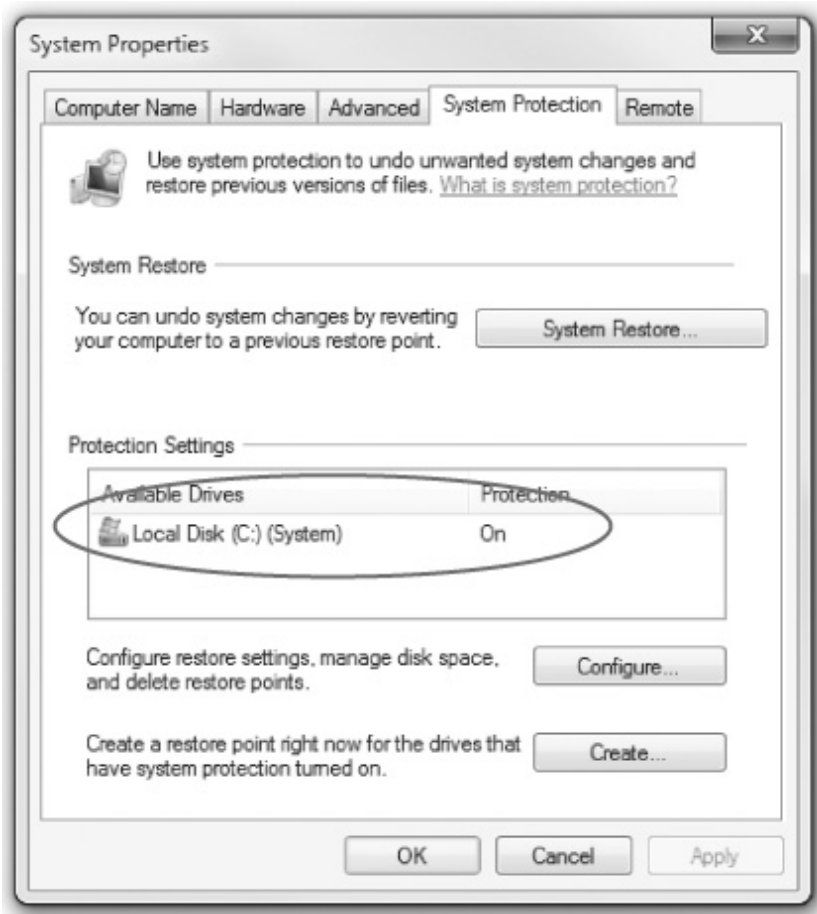 System Properties
Computer Name Hardware Advanced System Protection Remote
Use system protection to undo unwanted system changes and
restore previous versions of files. What is system protection?
System Restore
You can undo system changes by reverting
your computer to a previous restore point.
System Restore...
Protection Settings
Available Drives Protection
Local Disk (C:) (System) On
Configure restore settings, manage disk space,
and delete restore points.
Configure...
Create a restore point right now for the drives that
have system protection turned on.
Create...
OK Cancel Apply